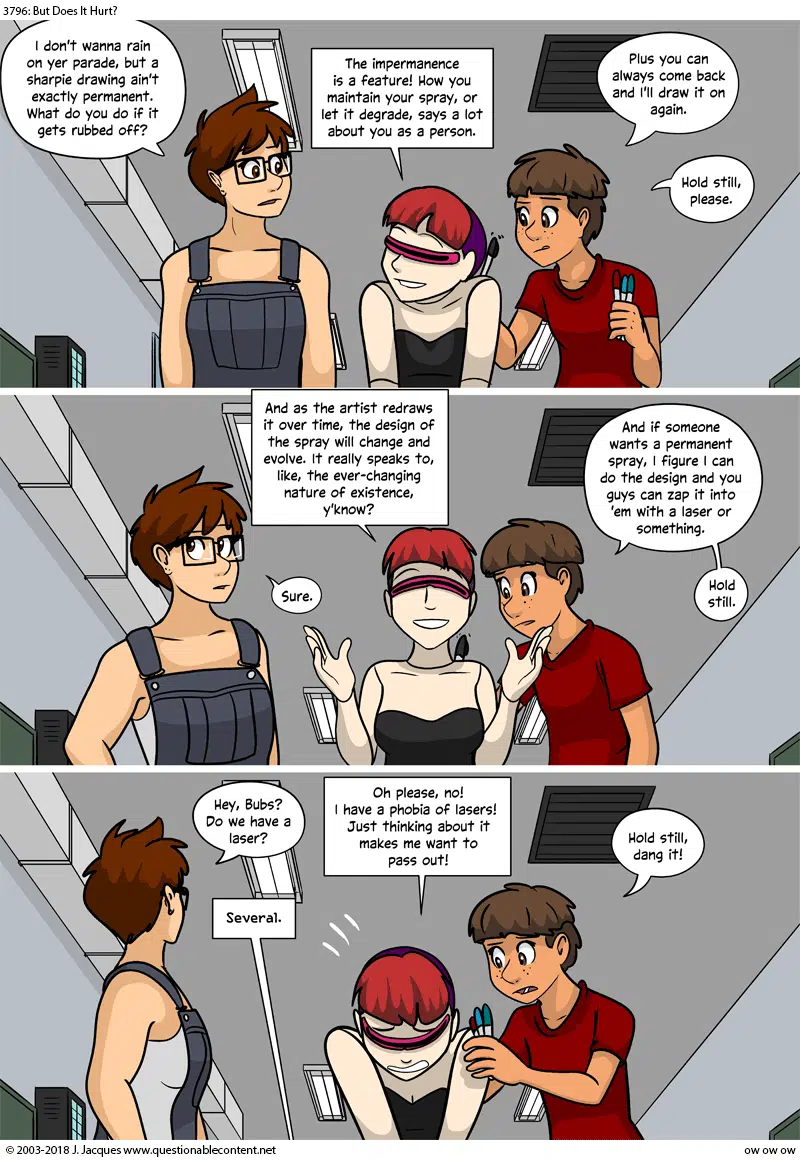 3796: But Does It Hurt?
I don't wanna rain
on yer parade, but a
sharpie drawing ain't
exactly permanent.
What do you do if it
gets rubbed off?
The impermanence
is a feature! How you
maintain your spray, or
let it degrade, says a lot
about you as a person.
Plus you can
always come back
and I'll draw it on
again.
Hold still,
please.
And as the artist redraws
it over time, the design of
the spray will change and
evolve. It really speaks to,
like, the ever-changing
nature of existence,
y'know?
Sure.
And if someone
wants a permanent
spray, I figure I can
do the design and you
guys can zap it into
'em with a laser or
something.
Hold
still.
Hey, Bubs?
Do we have a
laser?
Several.
Oh please, no!
I have a phobia of lasers!
Just thinking about it
makes me want to
pass out!
Hold still,
dang it!
© 2003-2018 J. Jacques www.questionablecontent.net
ow ow ow